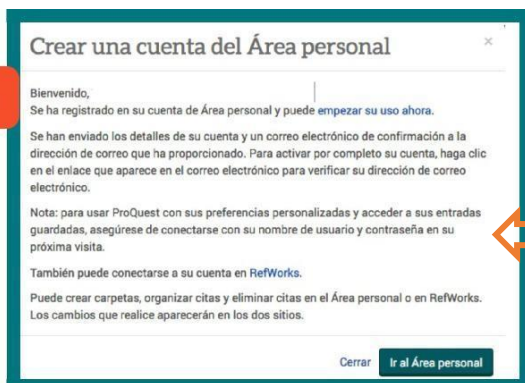 Crear una cuenta del Área personal
×
Bienvenido,
Se ha registrado en su cuenta de Área personal y puede empezar su uso ahora.
Se han enviado los detalles de su cuenta y un correo electrónico de confirmación a la
dirección de correo que ha proporcionado. Para activar por completo su cuenta, haga clic
en el enlace que aparece en el correo electrónico para verificar su dirección de correo
electrónico.
Nota: para usar ProQuest con sus preferencias personalizadas y acceder a sus entradas
guardadas, asegúrese de conectarse con su nombre de usuario y contraseña en su
próxima visita.
También puede conectarse a su cuenta en RefWorks.
Puede crear carpetas, organizar citas y eliminar citas en el Área personal o en RefWorks.
Los cambios que realice aparecerán en los dos sitios.
Cerrar Ir al Área personal